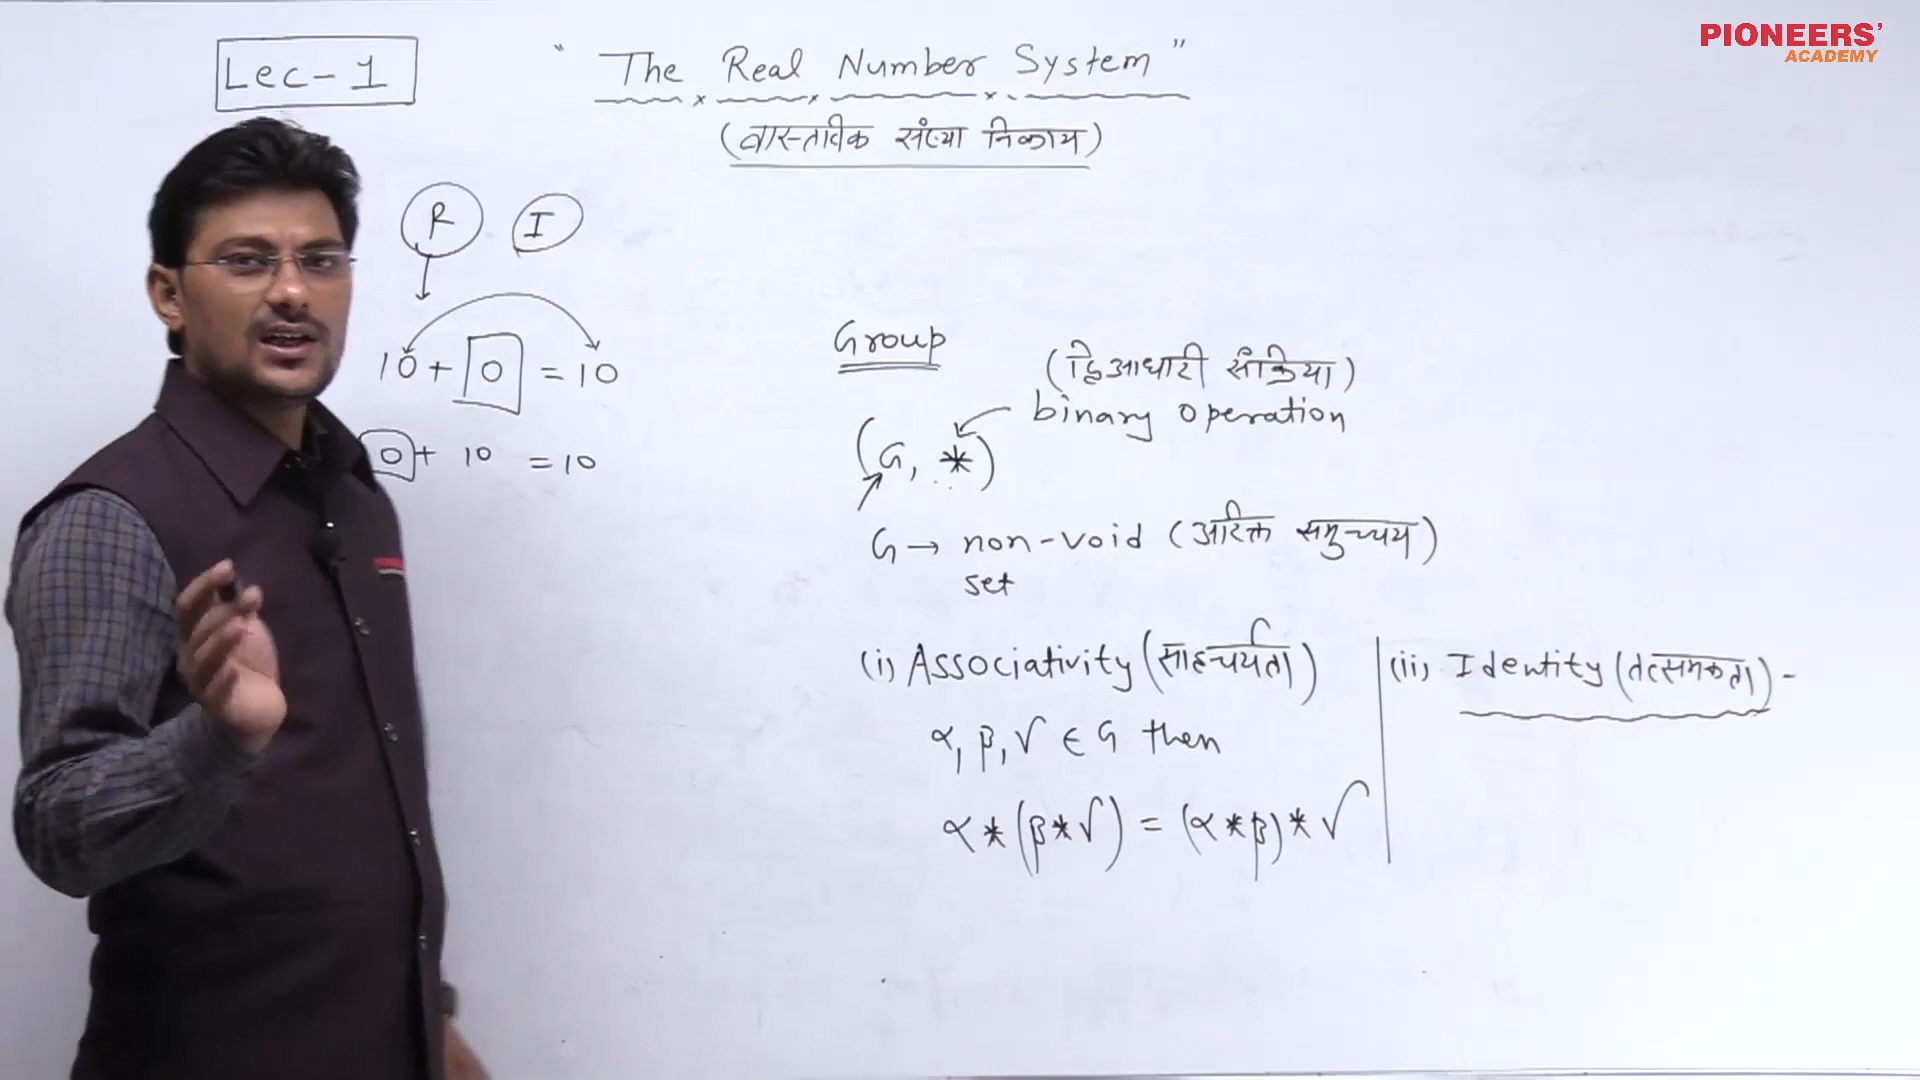 PIONEERS’
ACADEMY
Lec-1
"The Real Number System"
(वास्तविक संख्या निकाय)
R I
10 + 0 = 10
0 + 10 = 10
Group
(द्विआधारी संक्रिया)
binary operation
(G, *)
G → non-void (अरिक्त समुच्चय)
set
(i) Associativity (साहचर्यता)
α, β, γ ∈ G then
α * (β * γ) = (α * β) * γ
(ii) Identity (तत्समकता) -